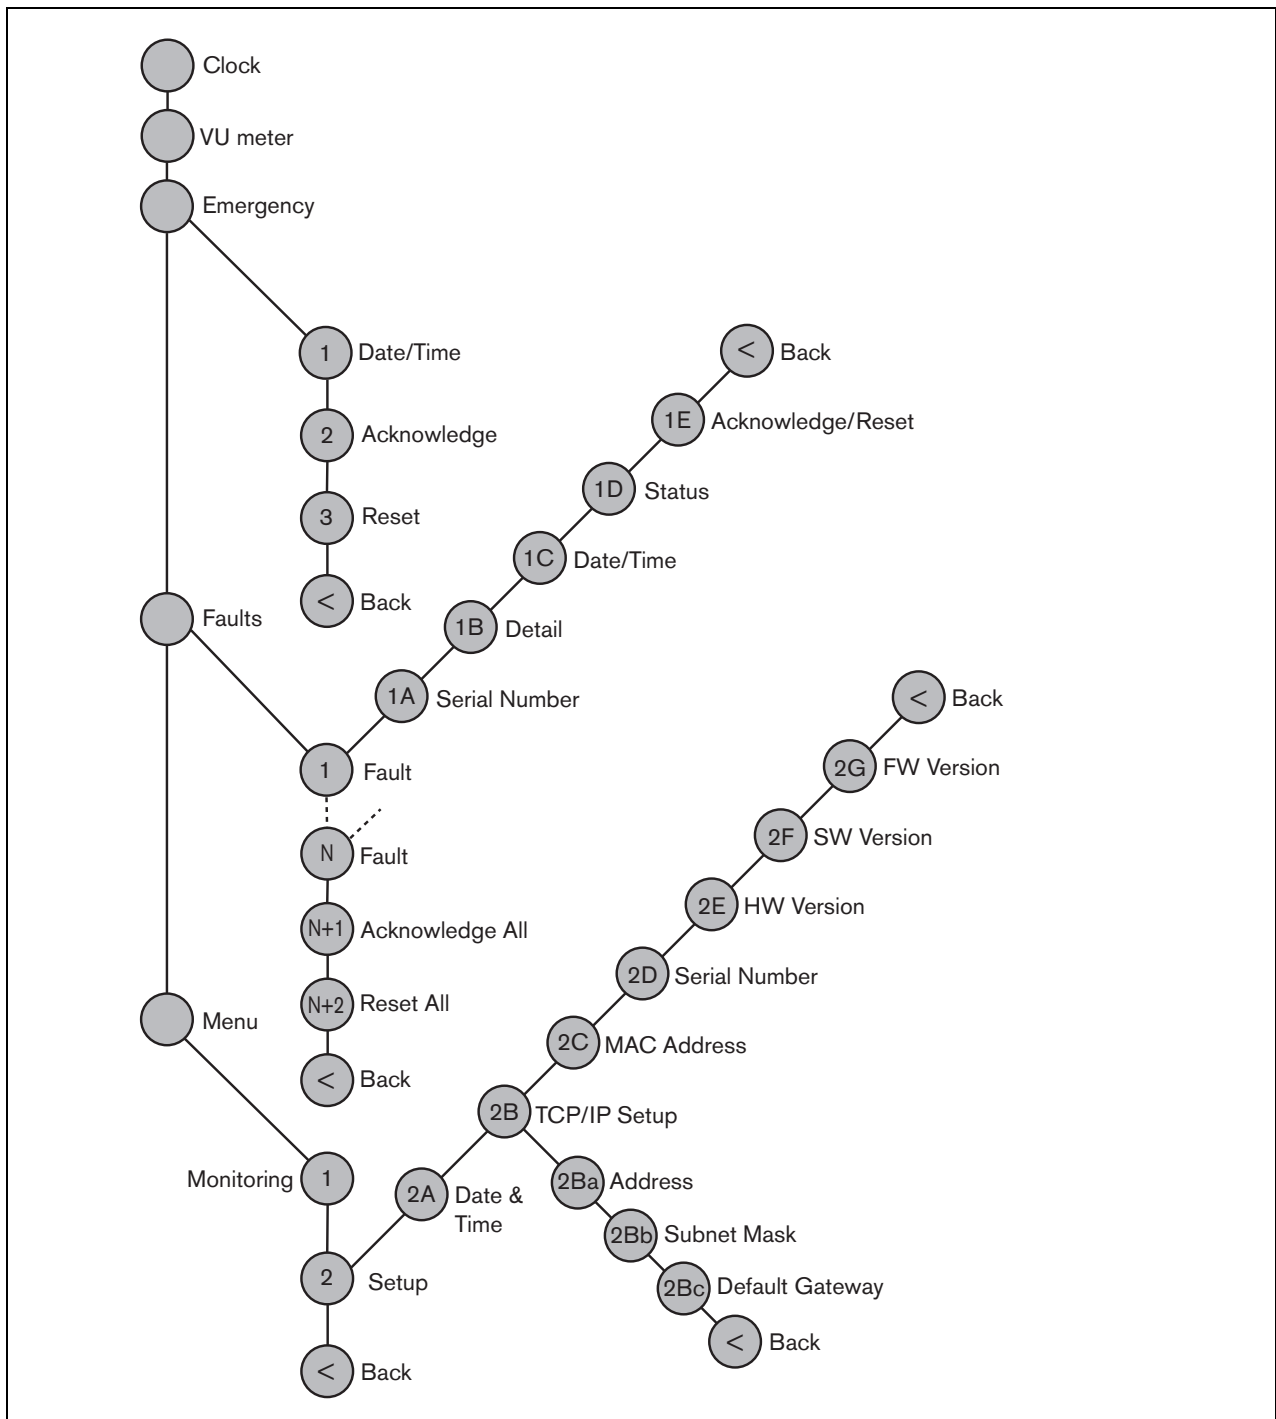 Clock
VU meter
Emergency
1 Date/Time
2 Acknowledge
3 Reset
< Back
< Back
1E Acknowledge/Reset
1D Status
1C Date/Time
1B Detail
1A Serial Number
Faults
1 Fault
N Fault
N+1 Acknowledge All
N+2 Reset All
< Back
< Back
2G FW Version
2F SW Version
2E HW Version
2D Serial Number
2C MAC Address
2B TCP/IP Setup
2A Date &
Time
2Ba Address
2Bb Subnet Mask
2Bc Default Gateway
< Back
Menu
Monitoring 1
2 Setup
< Back